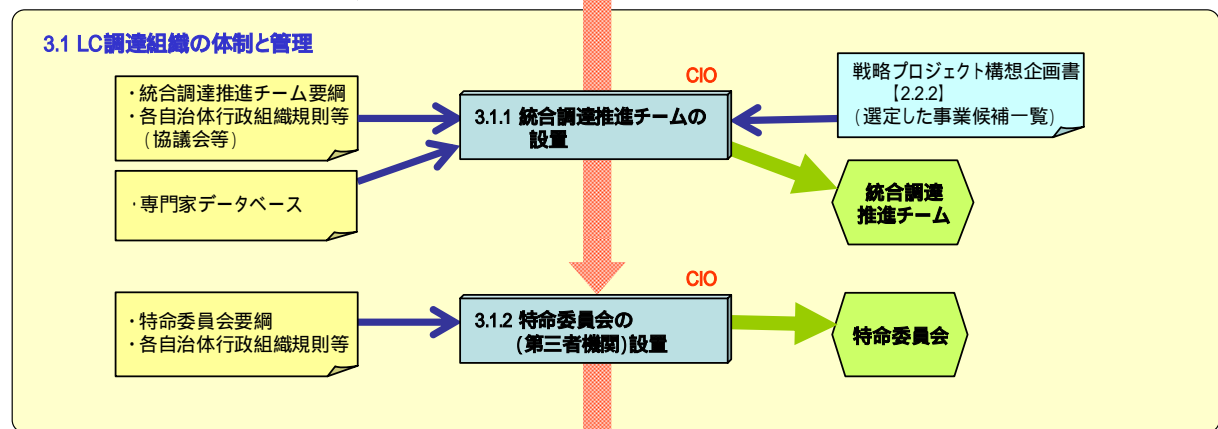 3.1 LC調達組織の体制と管理
・統合調達推進チーム要綱
・各自治体行政組織規則等
(協議会等)
・専門家データベース
CIO
3.1.1 統合調達推進チームの
設置
戦略プロジェクト構想企画書
【2.2.2】
(選定した事業候補一覧)
統合調達
推進チーム
・特命委員会要綱
・各自治体行政組織規則等
CIO
3.1.2 特命委員会の
(第三者機関)設置
特命委員会